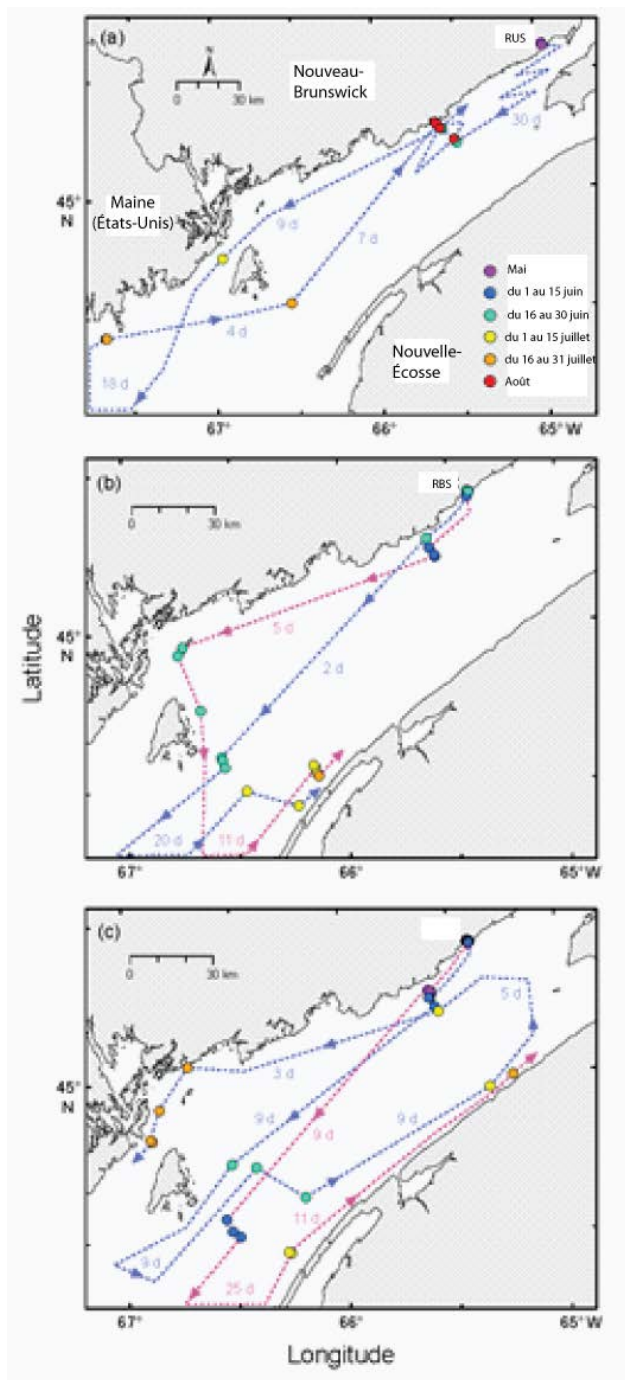 (a)
RUS
N
0 30 km
Nouveau-
Brunswick
30 d
45°
N
Maine
(États-Unis)
9 d
7 d
4 d
18 d
Nouvelle-
Écosse
Mai
du 1 au 15 juin
du 16 au 30 juin
du 1 au 15 juillet
du 16 au 31 juillet
Août
67° 66° 65° W
(b)
RBS
0 30 km
45°
N
5 d
2 d
20 d
11 d
67° 66° 65° W
Latitude
(c)
0 30 km
5 d
3 d
45°
N
9 d
9 d
9 d
11 d
9 d
25 d
67° 66° 65° W
Longitude